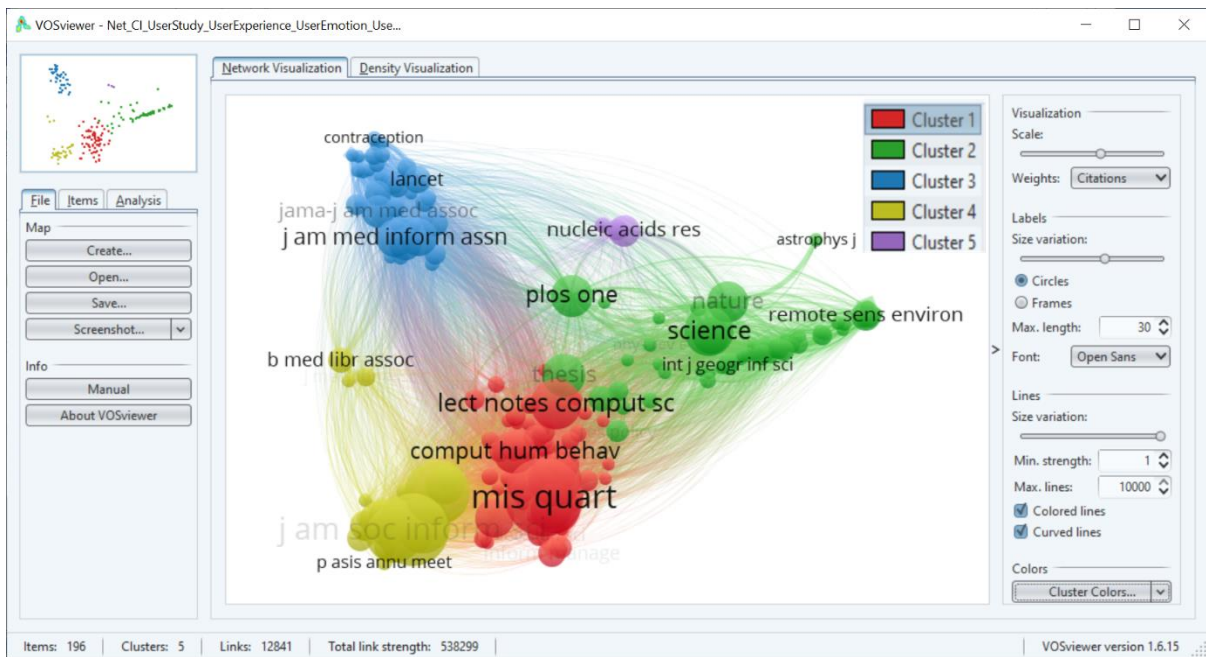 VOSviewer - Net_CI_UserStudy_UserExperience_UserEmotion_Use...
File Items Analysis
Map
Create...
Open...
Save...
Screenshot...
Info
Manual
About VOSviewer
Network Visualization Density Visualization
contraception
lancet
jama-j am med assoc
j am med inform assn
nucleic acids res
astrophys j
plos one
nature
science
remote sens environ
int j geogr inf sci
b med libr assoc
thesis
lect notes comput sc
comput hum behav
mis quart
j am soc inform
p asis annu meet
Cluster 1
Cluster 2
Cluster 3
Cluster 4
Cluster 5
Visualization
Scale:
Weights: Citations
Labels
Size variation:
Circles
Frames
Max. length: 30
Font: Open Sans
Lines
Size variation:
Min. strength: 1
Max. lines: 10000
Colored lines
Curved lines
Colors
Cluster Colors...
>
Items: 196 Clusters: 5 Links: 12841 Total link strength: 538299 VOSviewer version 1.6.15